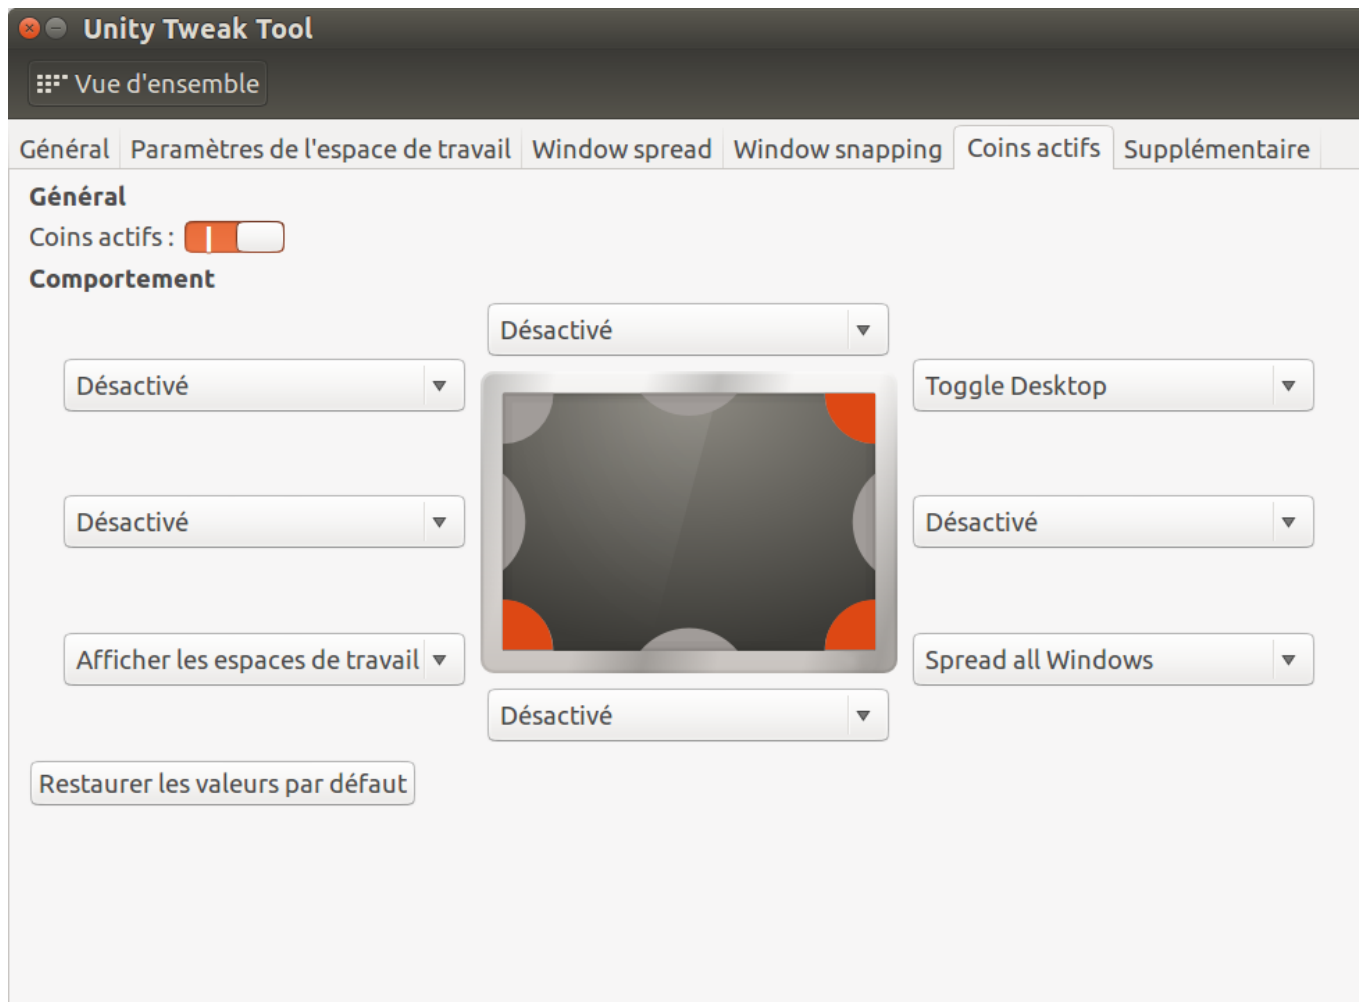 Unity Tweak Tool
Vue d'ensemble
Général Paramètres de l'espace de travail Window spread Window snapping Coins actifs Supplémentaire
Général
Coins actifs :
Comportement
Désactivé
Désactivé Toggle Desktop
Désactivé Désactivé
Afficher les espaces de travail Spread all Windows
Désactivé
Restaurer les valeurs par défaut